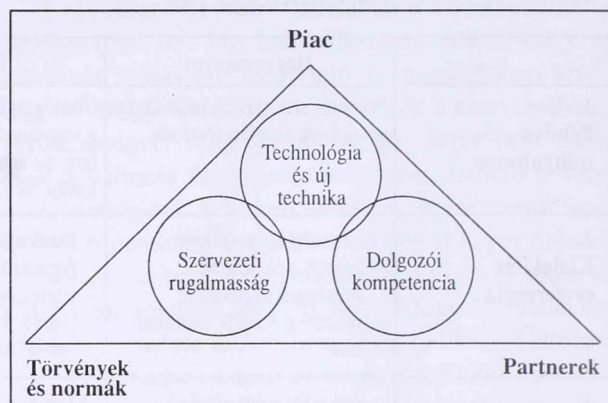 Piac
Technológia
és új
technika
Szervezeti
rugalmasság
Dolgozói
kompetencia
Törvények
és normák
Partnerek